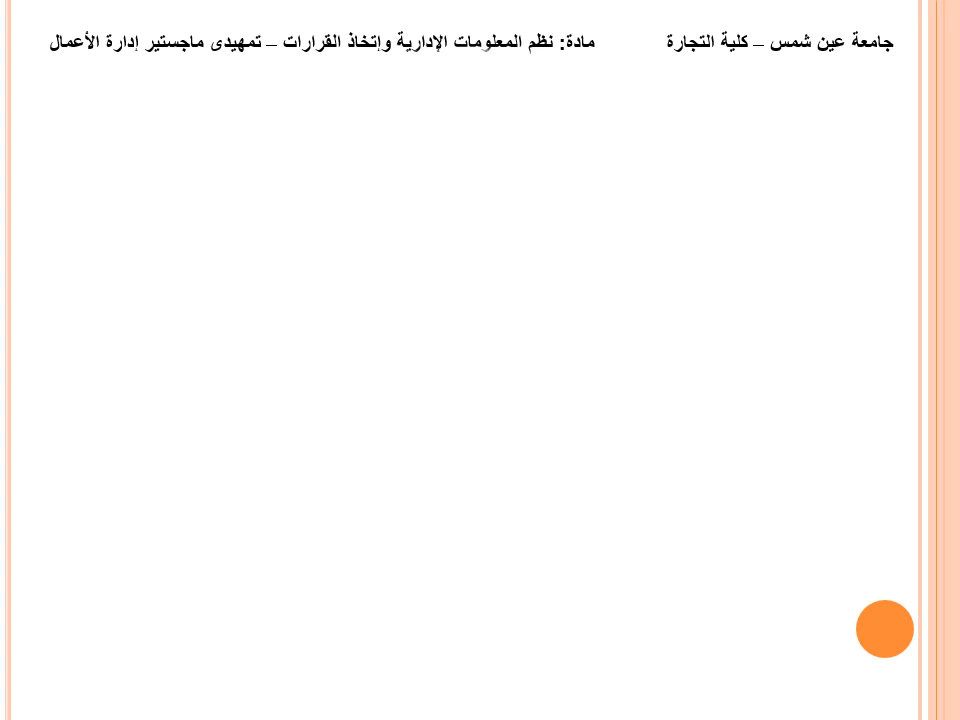 جامعة عين شمس – كلية التجارة مادة: نظم المعلومات الإدارية وإتخاذ القرارات – تمهيدى ماجستير إدارة الأعمال